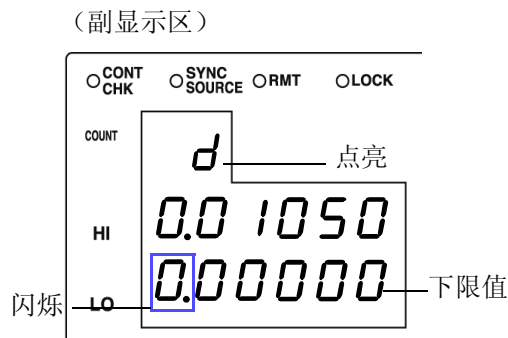 （副显示区）
CONT CHK SYNC SOURCE RMT LOCK
COUNT d 点亮
HI 0.01050
0.00000 下限值
闪烁 LO